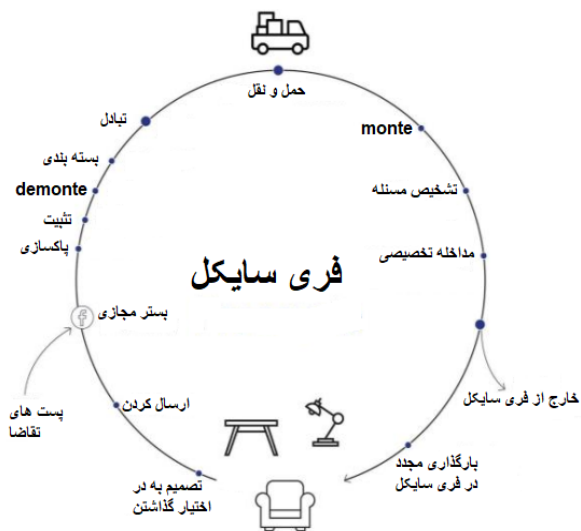 حمل و نقل
تبادل
monte
بسته بندی
demonte
تشخیص مسئله
تثبیت
پاکسازی
مداخله تخصیصی
فری سایکل
بستر مجازی
خارج از فری سایکل
ارسال کردن
پست های
تقاضا
بارگذاری مجدد
در فری سایکل
تصمیم به در
اختیار گذاشتن